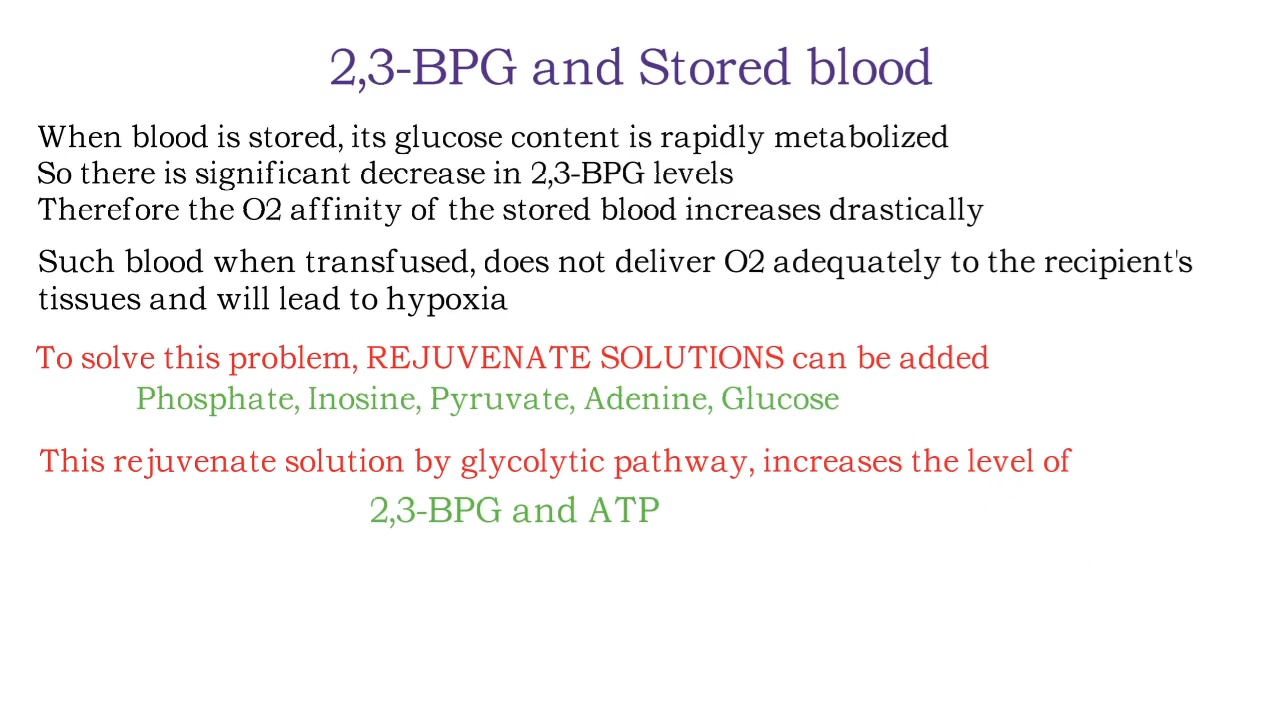 2,3-BPG and Stored blood
When blood is stored, its glucose content is rapidly metabolized
So there is significant decrease in 2,3-BPG levels
Therefore the O2 affinity of the stored blood increases drastically
Such blood when transfused, does not deliver O2 adequately to the recipient's
tissues and will lead to hypoxia
To solve this problem, REJUVENATE SOLUTIONS can be added
Phosphate, Inosine, Pyruvate, Adenine, Glucose
This rejuvenate solution by glycolytic pathway, increases the level of
2,3-BPG and ATP